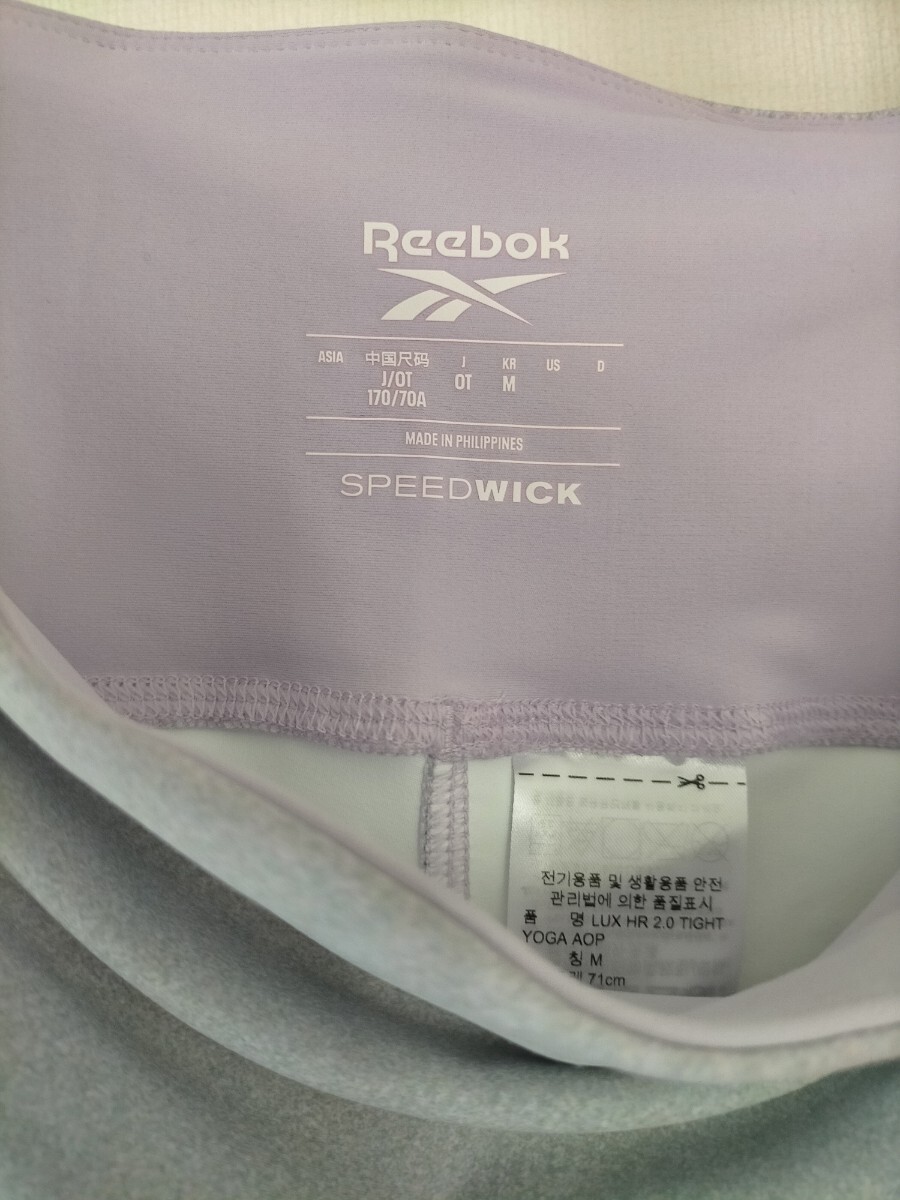 Reebok
ASIA 中国尺码 J KR US D
J/OT OT M
170/70A
MADE IN PHILIPPINES
SPEEDWICK
전기용품 및 생활용품 안전
관리법에 의한 품질표시
품 명 LUX HR 2.0 TIGHT
YOGA AOP
칭 M
71cm